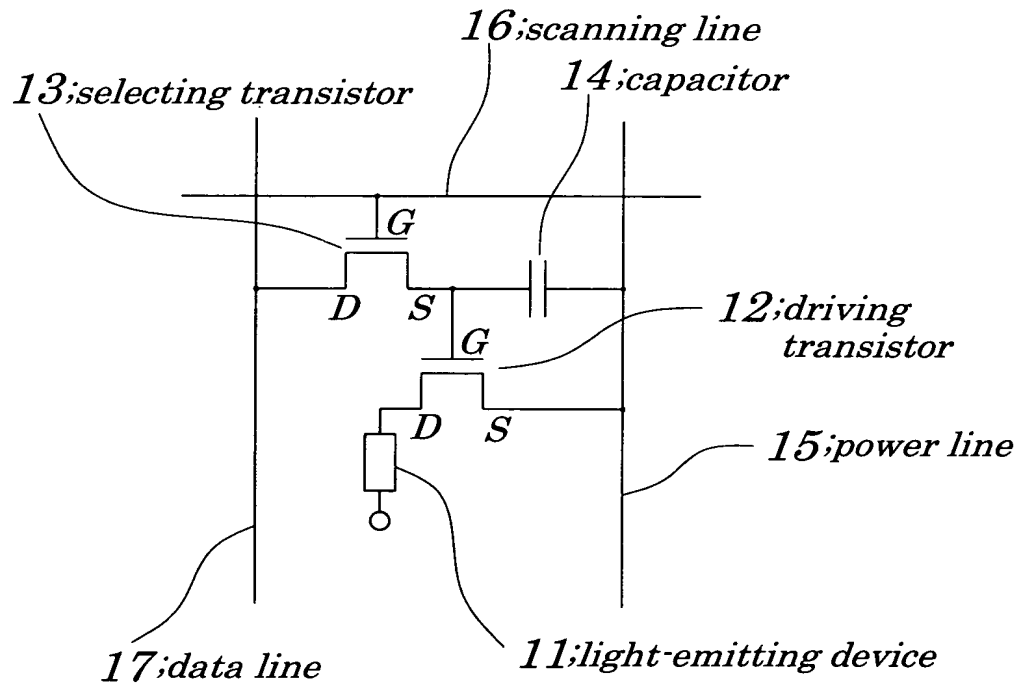 16;scanning line
14;capacitor
13;selecting transistor
G
D
S
12;driving
transistor
G
D
S
15;power line
17;data line
11;light-emitting device